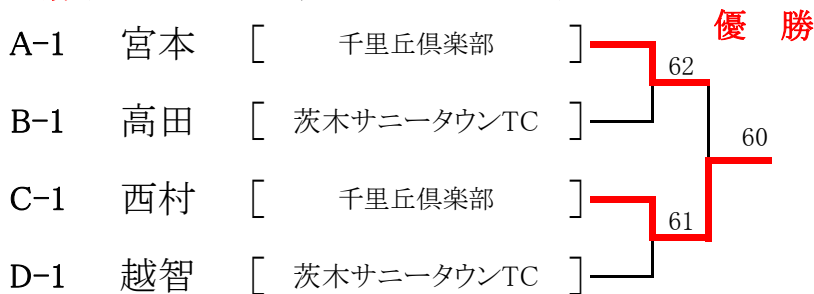 優 勝
A-1 宮本 [ 千里丘倶楽部 ]
62
B-1 高田 [ 茨木サニータウンTC ]
60
C-1 西村 [ 千里丘倶楽部 ]
61
D-1 越智 [ 茨木サニータウンTC ]